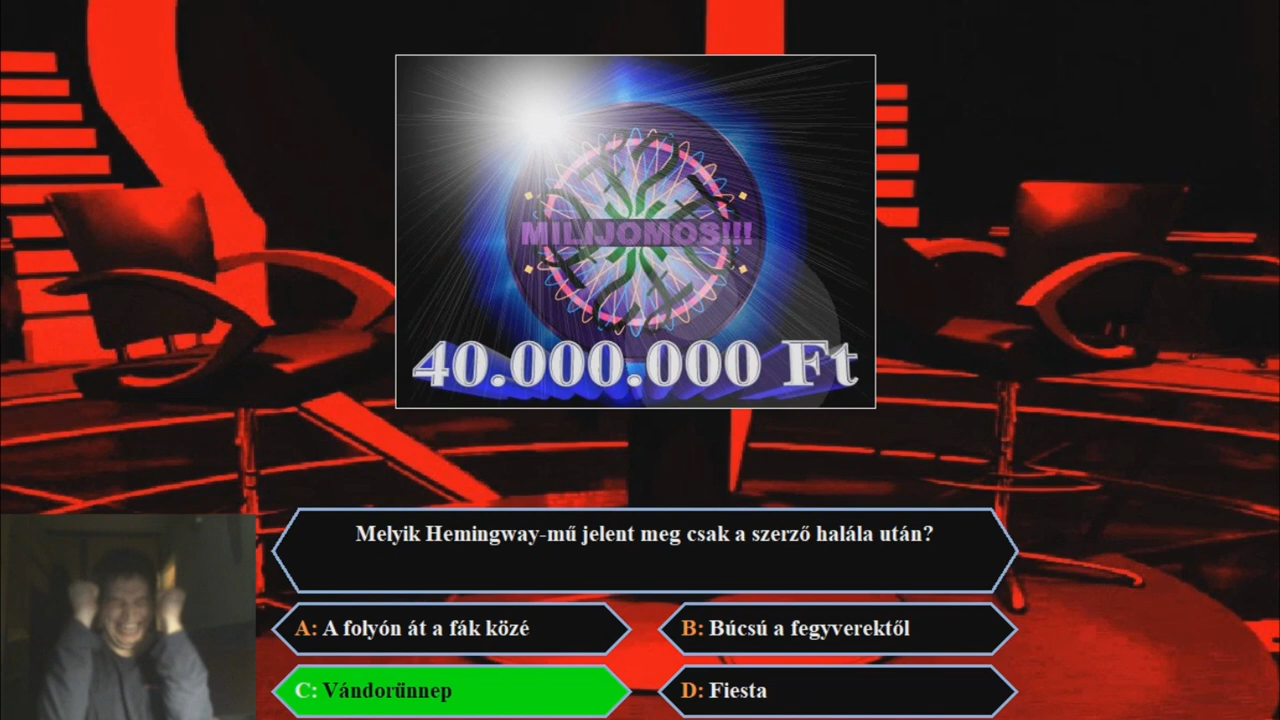 MILIJOMOS!!!
40.000.000 Ft
Melyik Hemingway-mű jelent meg csak a szerző halála után?
A: A folyón át a fák közé
B: Búcsú a fegyverektől
C: Vándorünnep
D: Fiesta